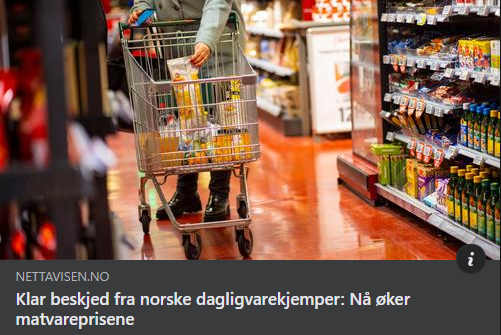 NETTAVISEN.NO
Klar beskjed fra norske dagligvarekjemper: Nå øker
matvareprisene